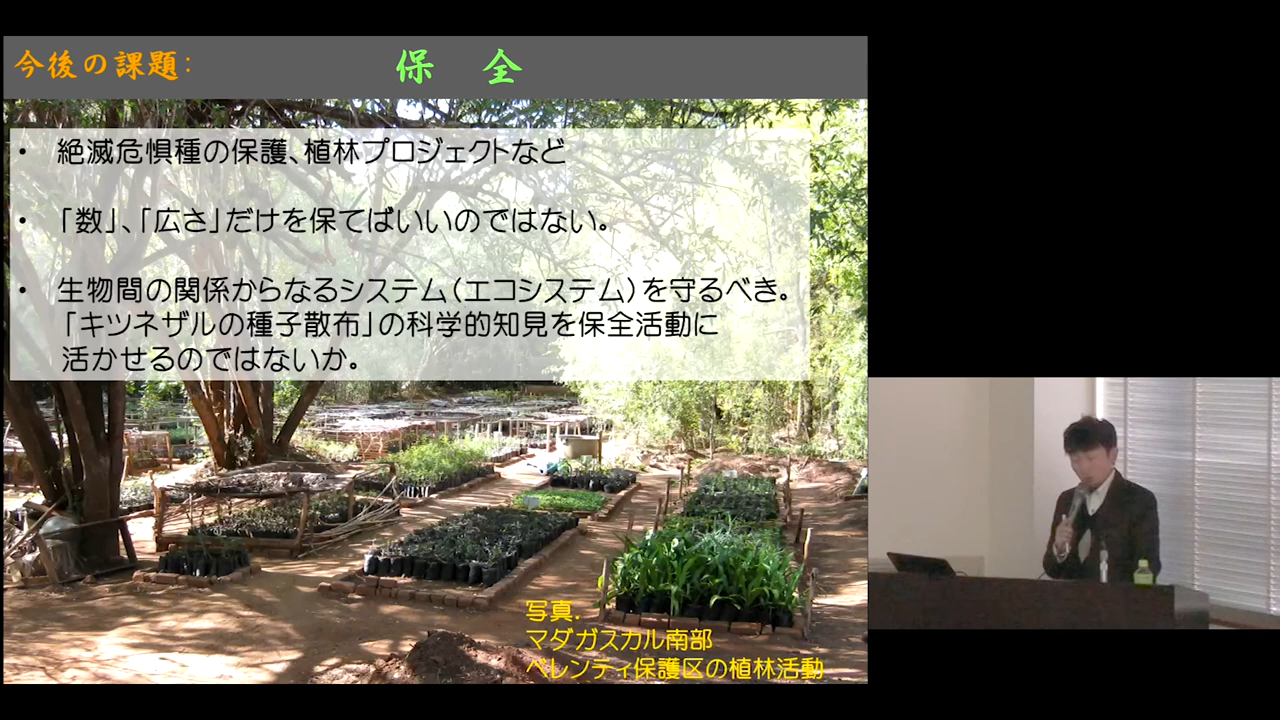 今後の課題:
保 全
・ 絶滅危惧種の保護、植林プロジェクトなど
・ 「数」、「広さ」だけを保てばいいのではない。
・ 生物間の関係からなるシステム（エコシステム）を守るべき。
「キツネザルの種子散布」の科学的知見を保全活動に
活かせるのではないか。
写真.
マダガスカル南部
ベレンティ保護区の植林活動